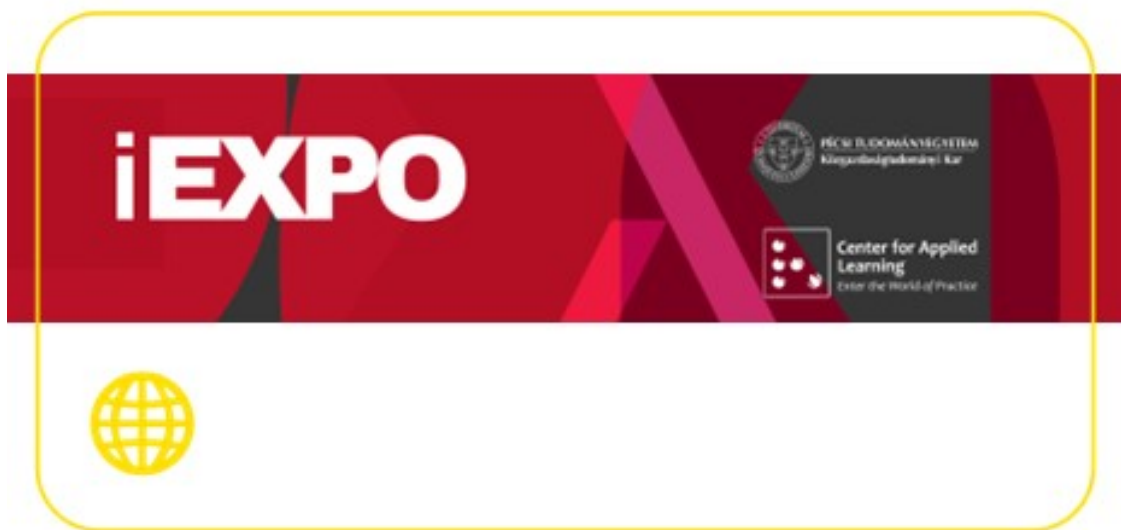 iEXPO
PÉCSI TUDOMÁNYEGYETEM
Közgazdaságtudományi Kar
Center for Applied
Learning
Enter the World of Practice